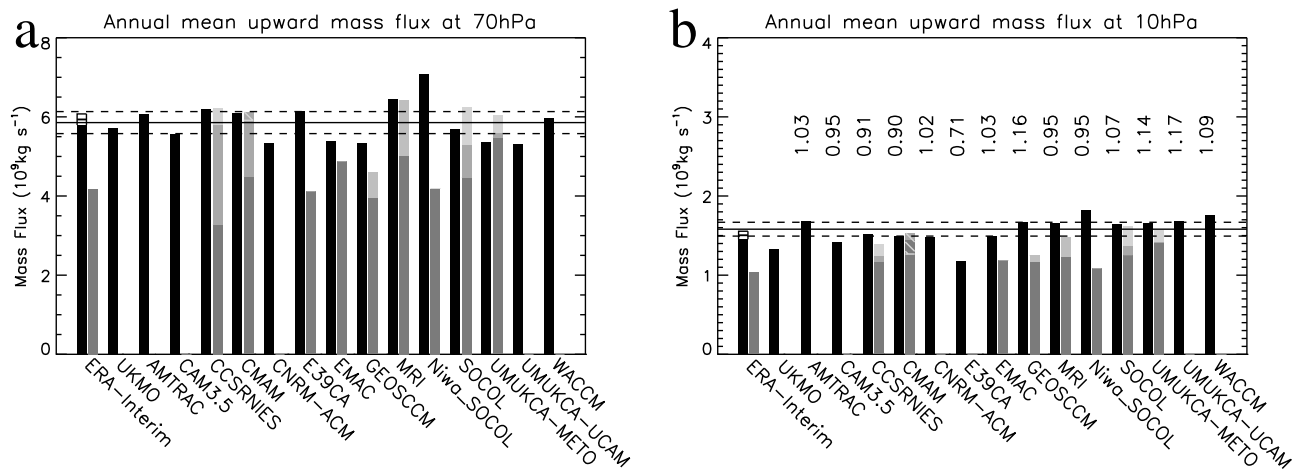 a
Annual mean upward mass flux at 70hPa
Mass Flux (10⁹kg s⁻¹)
8
6
4
2
0
ERA-Interim
UKMO
AMTRAC
CAM3.5
CCSRNIES
CMAM
CNRM-ACM
E39CA
EMAC
GEOSCCM
MRI
Niwa_SOCOL
SOCOL
UMUKCA-METO
UMUKCA-UCAM
WACCM
b
Annual mean upward mass flux at 10hPa
Mass Flux (10⁹kg s⁻¹)
4
3
2
1
0
1.03
0.95
0.91
0.90
1.02
0.71
1.03
1.16
0.95
0.95
1.07
1.14
1.17
1.09
ERA-Interim
UKMO
AMTRAC
CAM3.5
CCSRNIES
CMAM
CNRM-ACM
E39CA
EMAC
GEOSCCM
MRI
Niwa_SOCOL
SOCOL
UMUKCA-METO
UMUKCA-UCAM
WACCM